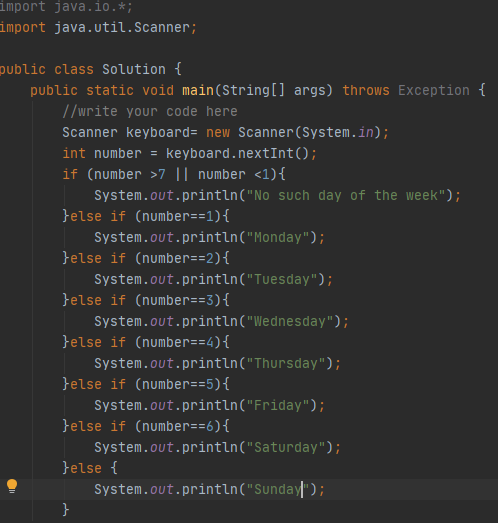 import java.io.*;
import java.util.Scanner;
public class Solution {
public static void main(String[] args) throws Exception {
//write your code here
Scanner keyboard= new Scanner(System.in);
int number = keyboard.nextInt();
if (number >7 || number <1){
System.out.println("No such day of the week");
}else if (number==1){
System.out.println("Monday");
}else if (number==2){
System.out.println("Tuesday");
}else if (number==3){
System.out.println("Wednesday");
}else if (number==4){
System.out.println("Thursday");
}else if (number==5){
System.out.println("Friday");
}else if (number==6){
System.out.println("Saturday");
}else {
System.out.println("Sunday");
}